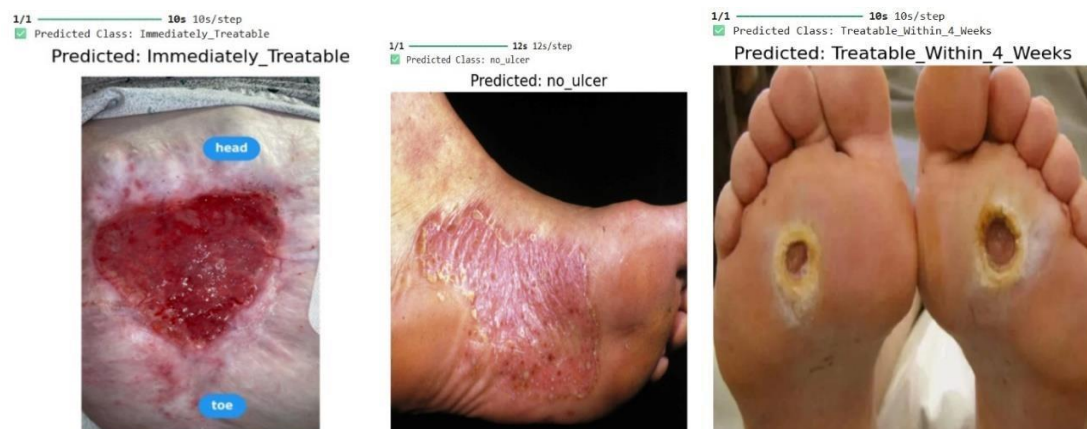 1/1 ━━━━━━━━━━ 10s 10s/step
✅ Predicted Class: Immediately_Treatable
Predicted: Immediately_Treatable
head
toe
1/1 ━━━━━━━━━━ 12s 12s/step
✅ Predicted Class: no_ulcer
Predicted: no_ulcer
1/1 ━━━━━━━━━━ 10s 10s/step
✅ Predicted Class: Treatable_Within_4_Weeks
Predicted: Treatable_Within_4_Weeks